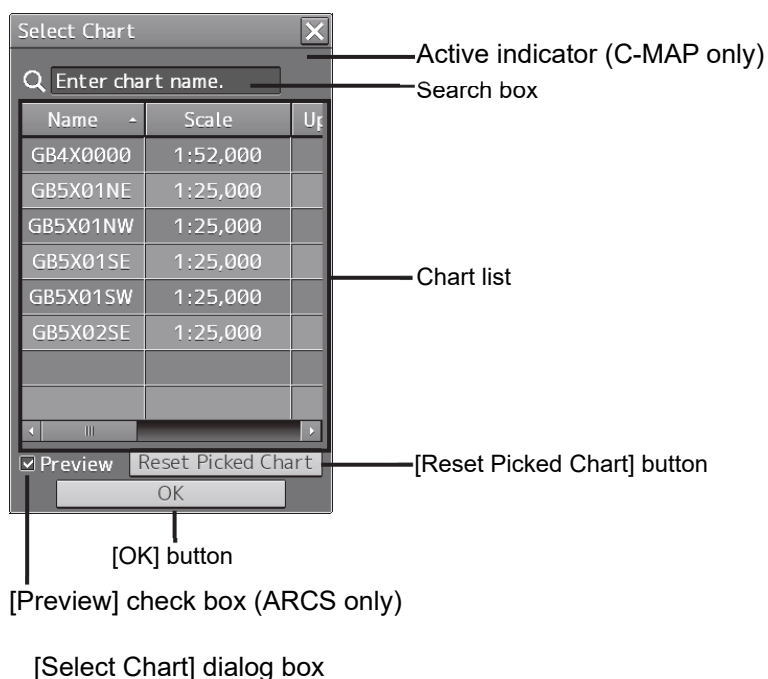 Select Chart
Active indicator (C-MAP only)
Enter chart name.
Search box
Name Scale Up
GB4X0000 1:52,000
GB5X01NE 1:25,000
GB5X01NW 1:25,000
GB5X01SE 1:25,000
Chart list
GB5X01SW 1:25,000
GB5X02SE 1:25,000
Preview Reset Picked Chart
[Reset Picked Chart] button
OK
[OK] button
[Preview] check box (ARCS only)
[Select Chart] dialog box